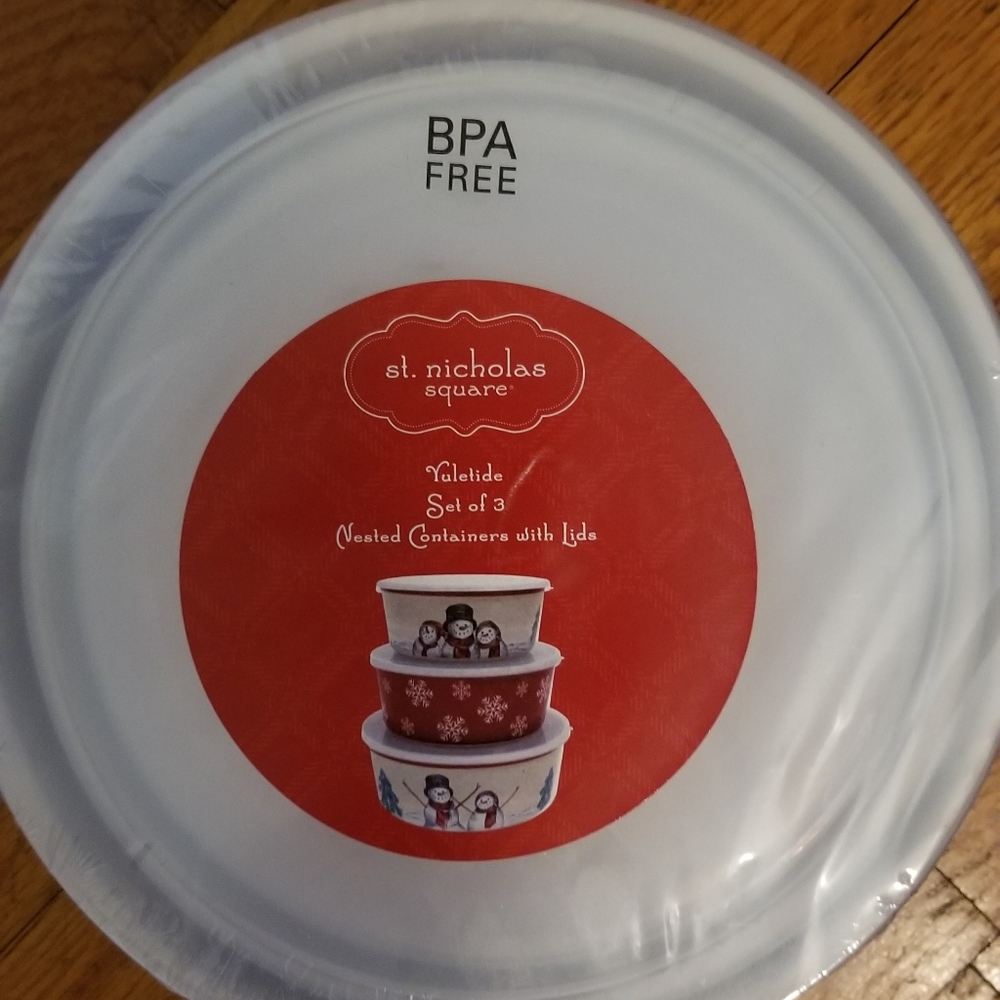 BPA
FREE
st. nicholas
square®
Yuletide
Set of 3
Nested Containers with Lids